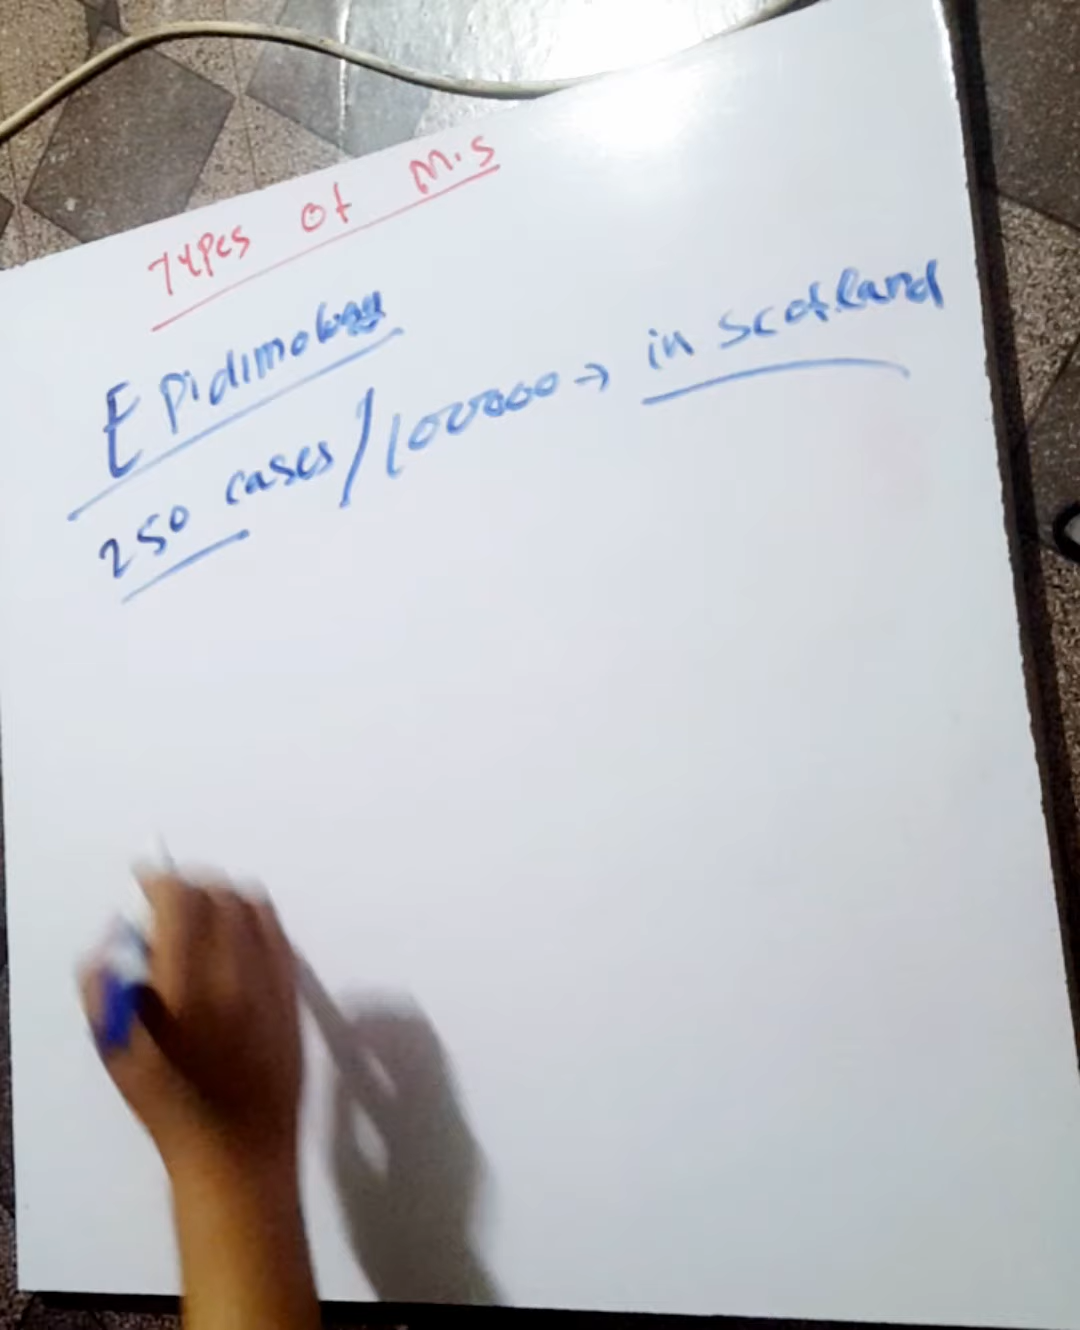 Types of M.S
Epidimology
250 cases/100000 → in scotland